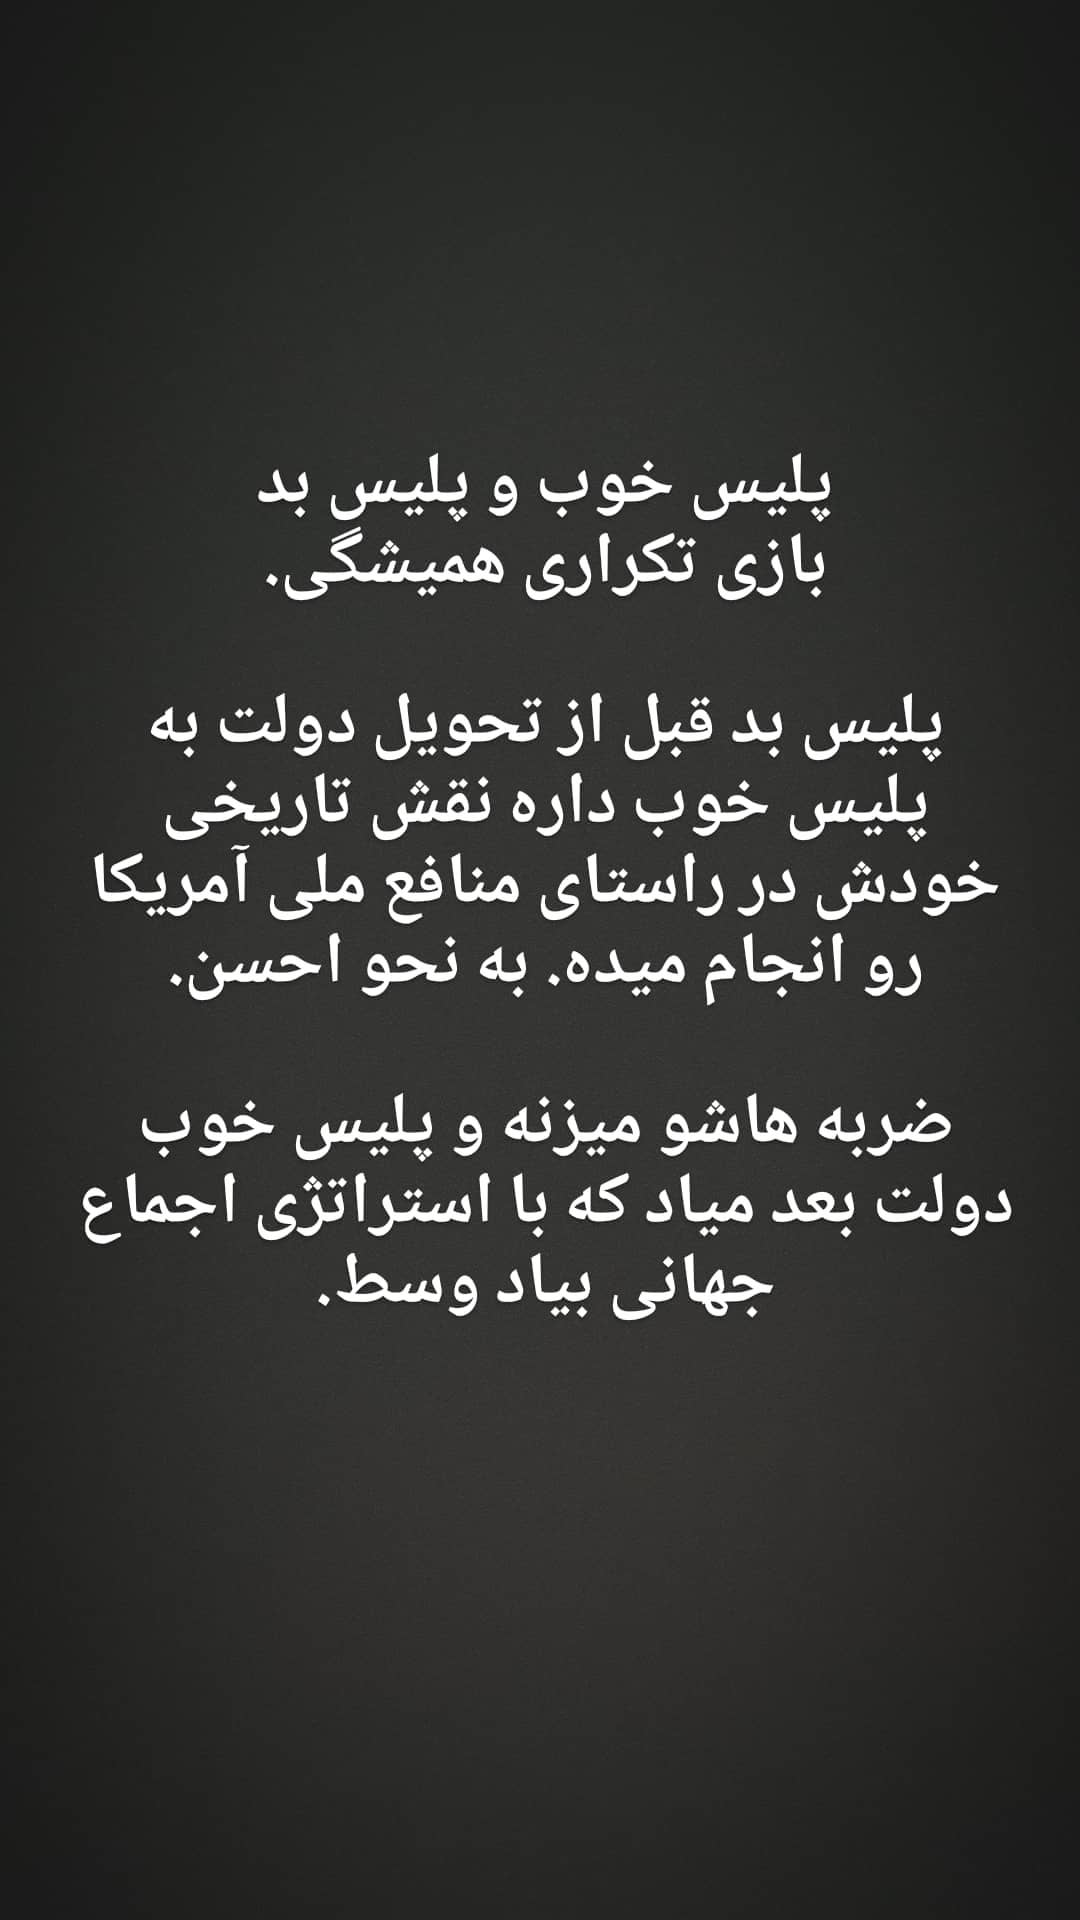 پلیس خوب و پلیس بد
بازی تکراری همیشگی.
پلیس بد قبل از تحویل دولت به
پلیس خوب داره نقش تاریخی
خودش در راستای منافع ملی آمریکا
رو انجام میده. به نحو احسن.
ضربه هاشو میزنه و پلیس خوب
دولت بعد میاد که با استراتژی اجماع
جهانی بیاد وسط.